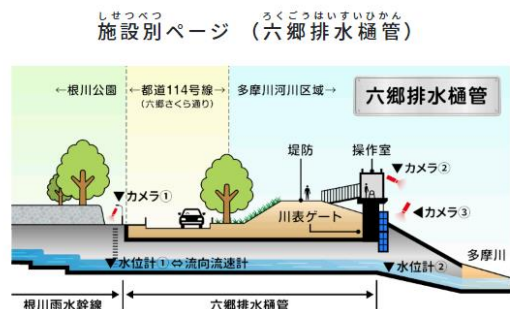 しせつべつ ろくごうはいすいひかん
施設別ページ （六郷排水樋管）
←根川公園 ←都道114号線→ 多摩川河川区域→
(六郷さくら通り)
六郷排水樋管
堤防 操作室
▼カメラ②
▼カメラ①
◀カメラ③
川表ゲート
多摩川
▼水位計①⇔流向流速計 ▼水位計②
根川雨水幹線 六郷排水樋管